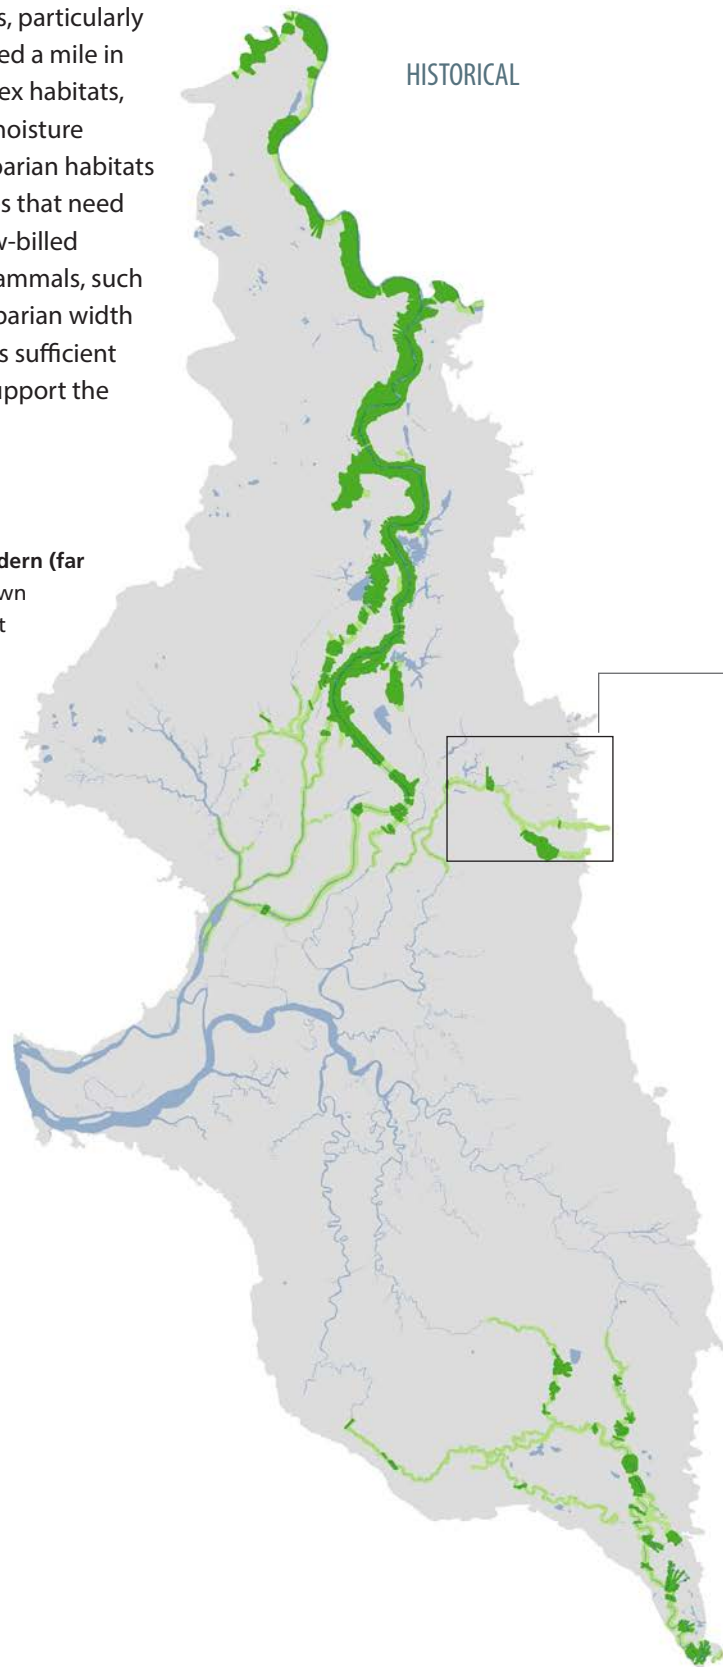 s, particularly
ed a mile in
ex habitats,
noisture
parian habitats
s that need
w-billed
ammals, such
parian width
s sufficient
upport the
HISTORICAL
dern (far
wn
t